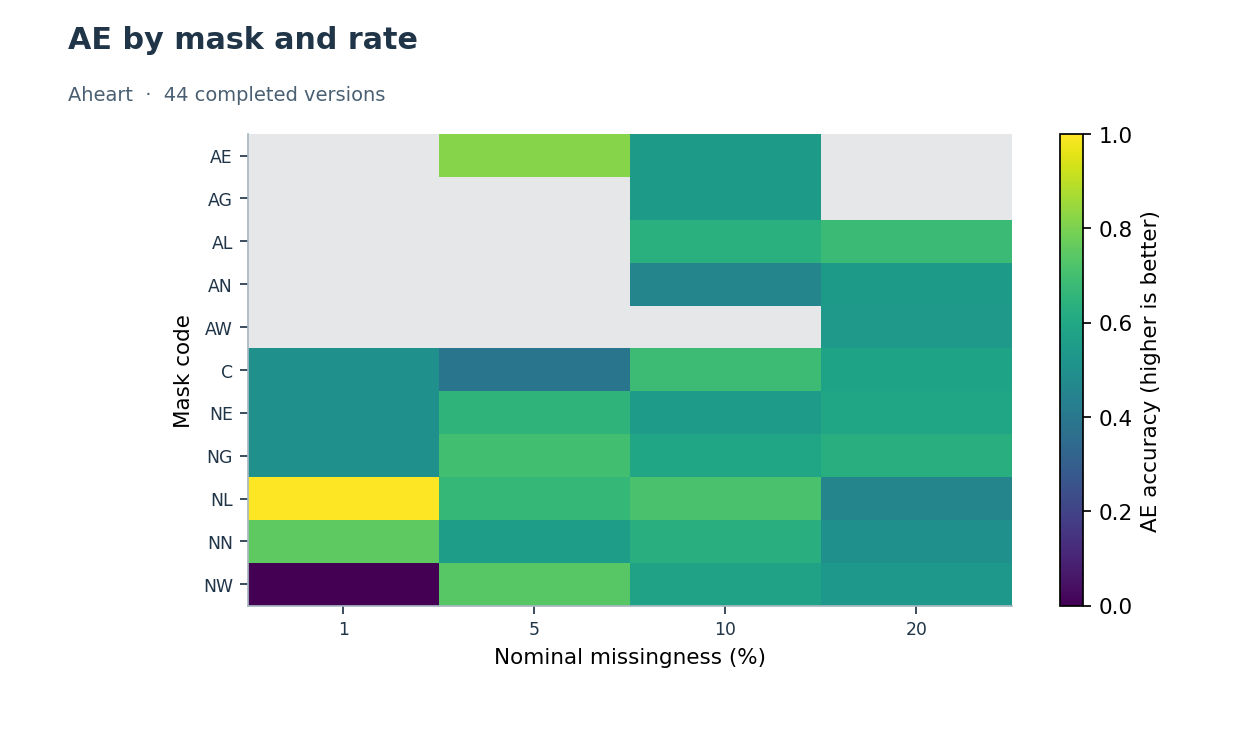 AE by mask and rate
Aheart · 44 completed versions
Mask code
AE
AG
AL
AN
AW
C
NE
NG
NL
NN
NW
1 5 10 20
Nominal missingness (%)
1.0
0.8
0.6
0.4
0.2
0.0
AE accuracy (higher is better)